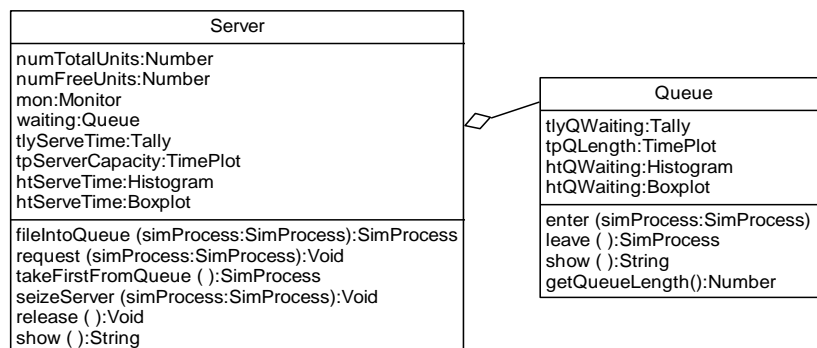 Server
numTotalUnits:Number
numFreeUnits:Number
mon:Monitor
waiting:Queue
tlyServeTime:Tally
tpServerCapacity:TimePlot
htServeTime:Histogram
htServeTime:Boxplot
fileIntoQueue (simProcess:SimProcess):SimProcess
request (simProcess:SimProcess):Void
takeFirstFromQueue ( ):SimProcess
seizeServer (simProcess:SimProcess):Void
release ( ):Void
show ( ):String
Queue
tlyQWaiting:Tally
tpQLength:TimePlot
htQWaiting:Histogram
htQWaiting:Boxplot
enter (simProcess:SimProcess)
leave ( ):SimProcess
show ( ):String
getQueueLength():Number